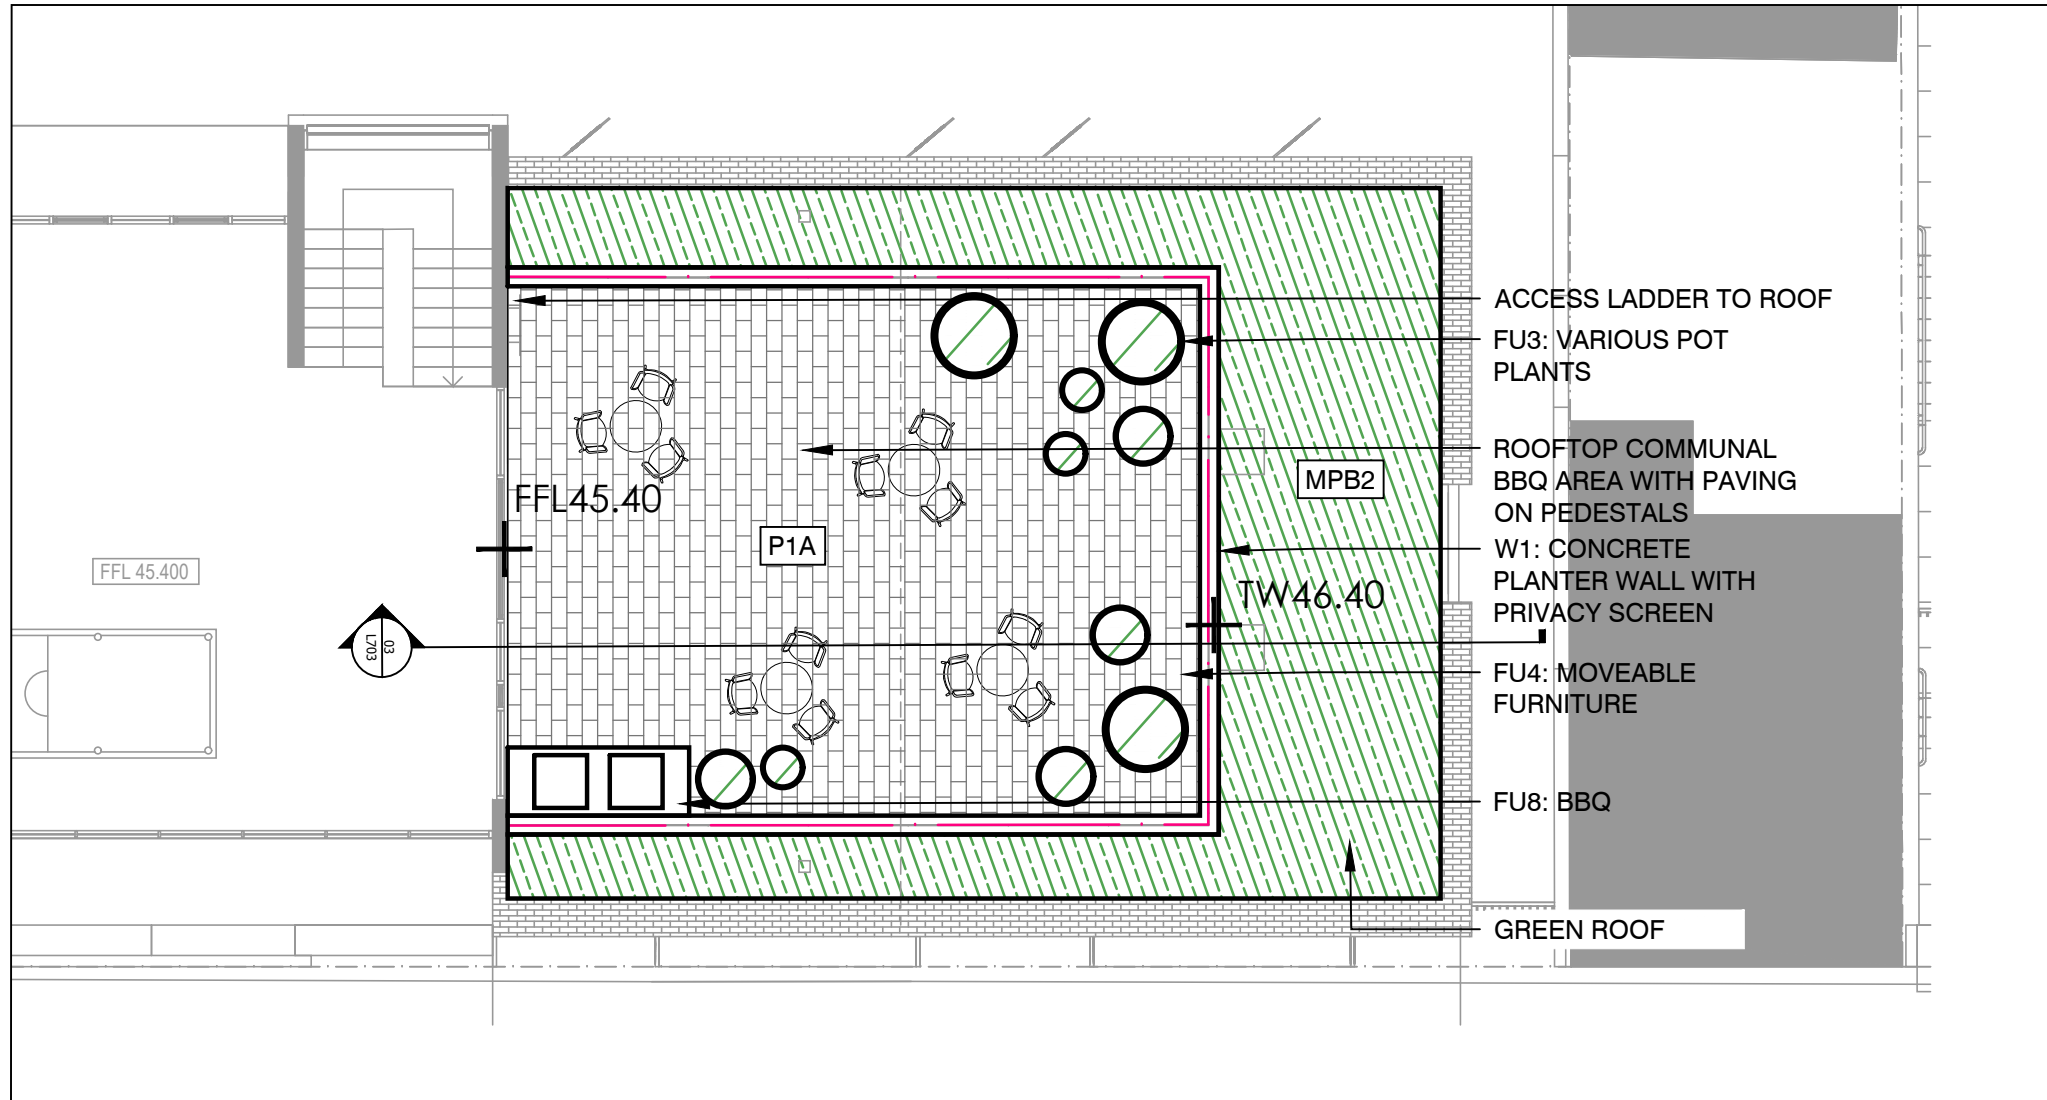 ACCESS LADDER TO ROOF
FU3: VARIOUS POT
PLANTS
ROOFTOP COMMUNAL
BBQ AREA WITH PAVING
ON PEDESTALS
MPB2
FFL45.40
P1A
W1: CONCRETE
PLANTER WALL WITH
PRIVACY SCREEN
FFL 45.400
TW46.40
03
L703
FU4: MOVEABLE
FURNITURE
FU8: BBQ
GREEN ROOF